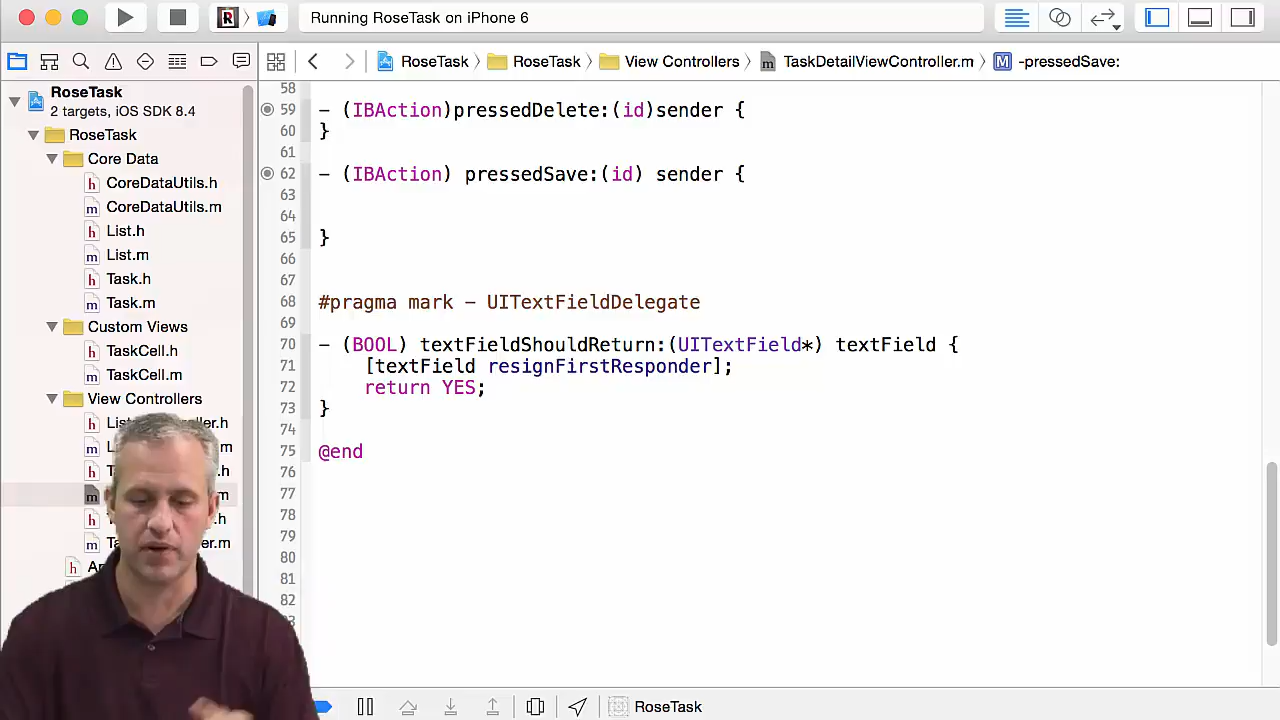 Running RoseTask on iPhone 6
RoseTask
RoseTask
View Controllers
TaskDetailViewController.m
M
-pressedSave:
RoseTask
2 targets, iOS SDK 8.4
RoseTask
Core Data
h CoreDataUtils.h
m CoreDataUtils.m
h List.h
m List.m
h Task.h
m Task.m
Custom Views
h TaskCell.h
m TaskCell.m
View Controllers
h
m
h
m
h
m
h
58
59 - (IBAction)pressedDelete:(id)sender {
60 }
61
62 - (IBAction) pressedSave:(id) sender {
63
64
65 }
66
67
68 #pragma mark - UITextFieldDelegate
69
70 - (BOOL) textFieldShouldReturn:(UITextField*) textField {
71 [textField resignFirstResponder];
72 return YES;
73 }
74
75 @end
76
77
78
79
80
81
82
RoseTask